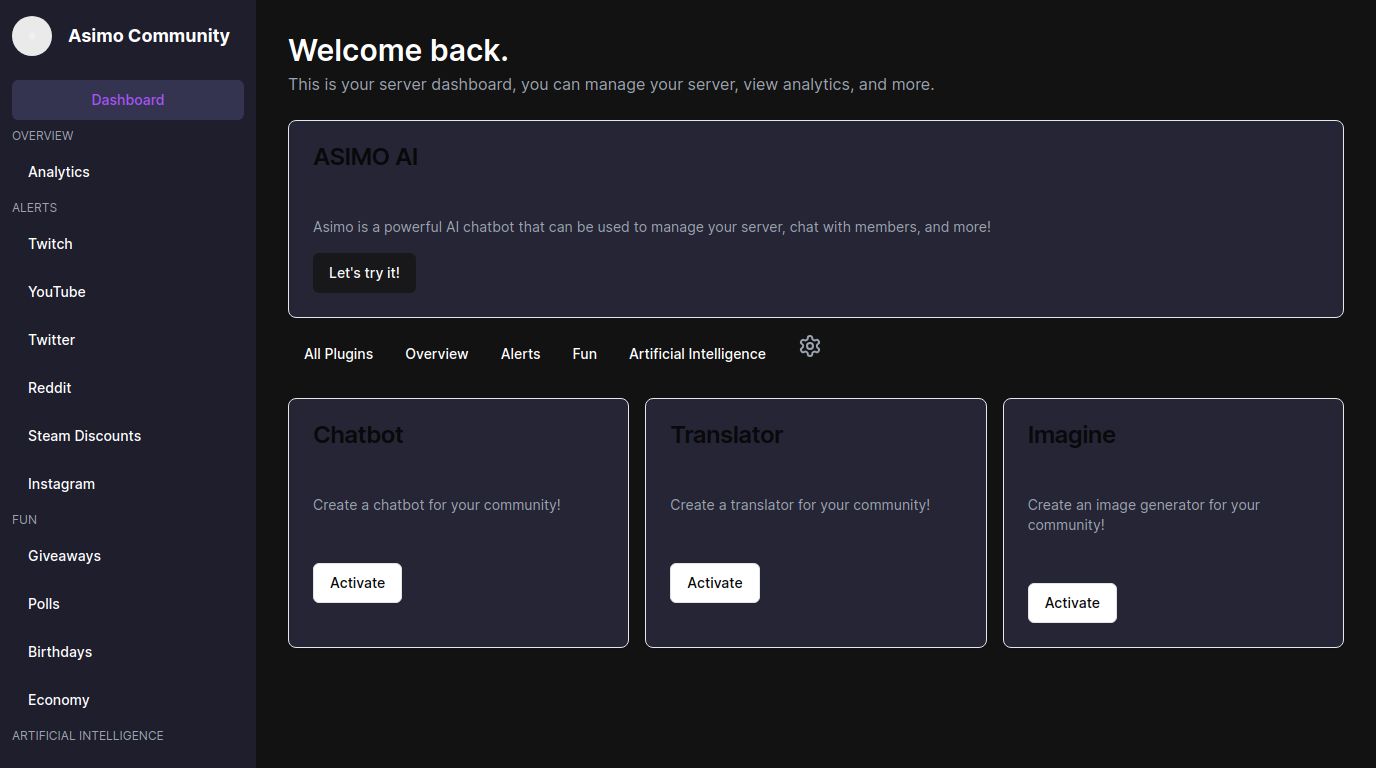 Asimo Community
Dashboard
OVERVIEW
Analytics
ALERTS
Twitch
YouTube
Twitter
Reddit
Steam Discounts
Instagram
FUN
Giveaways
Polls
Birthdays
Economy
ARTIFICIAL INTELLIGENCE
Welcome back.
This is your server dashboard, you can manage your server, view analytics, and more.
ASIMO AI
Asimo is a powerful AI chatbot that can be used to manage your server, chat with members, and more!
Let's try it!
All Plugins Overview Alerts Fun Artificial Intelligence
Chatbot
Create a chatbot for your community!
Activate
Translator
Create a translator for your community!
Activate
Imagine
Create an image generator for your
community!
Activate